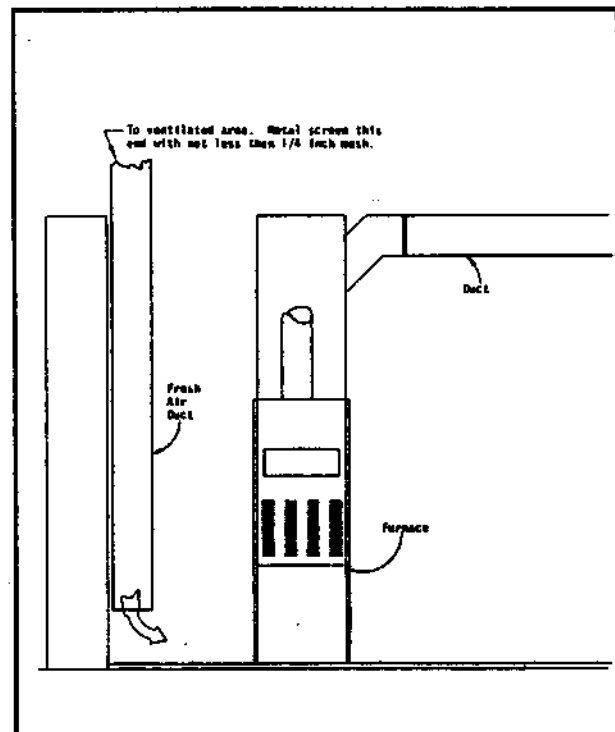 To ventilated area. Metal screen this
end with not less than 1/4 inch mesh.
Duct
Fresh
Air
Duct
Furnace